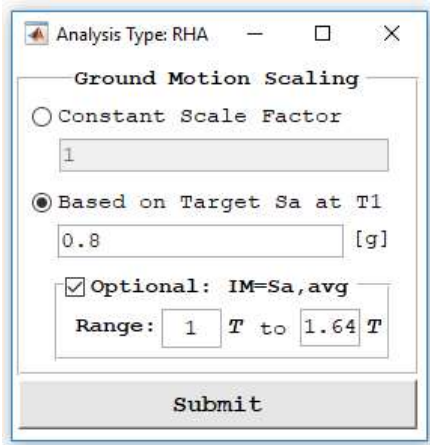 Analysis Type: RHA
Ground Motion Scaling
Constant Scale Factor
1
Based on Target Sa at T1
0.8 [g]
Optional: IM=Sa,avg
Range: 1 T to 1.64 T
Submit